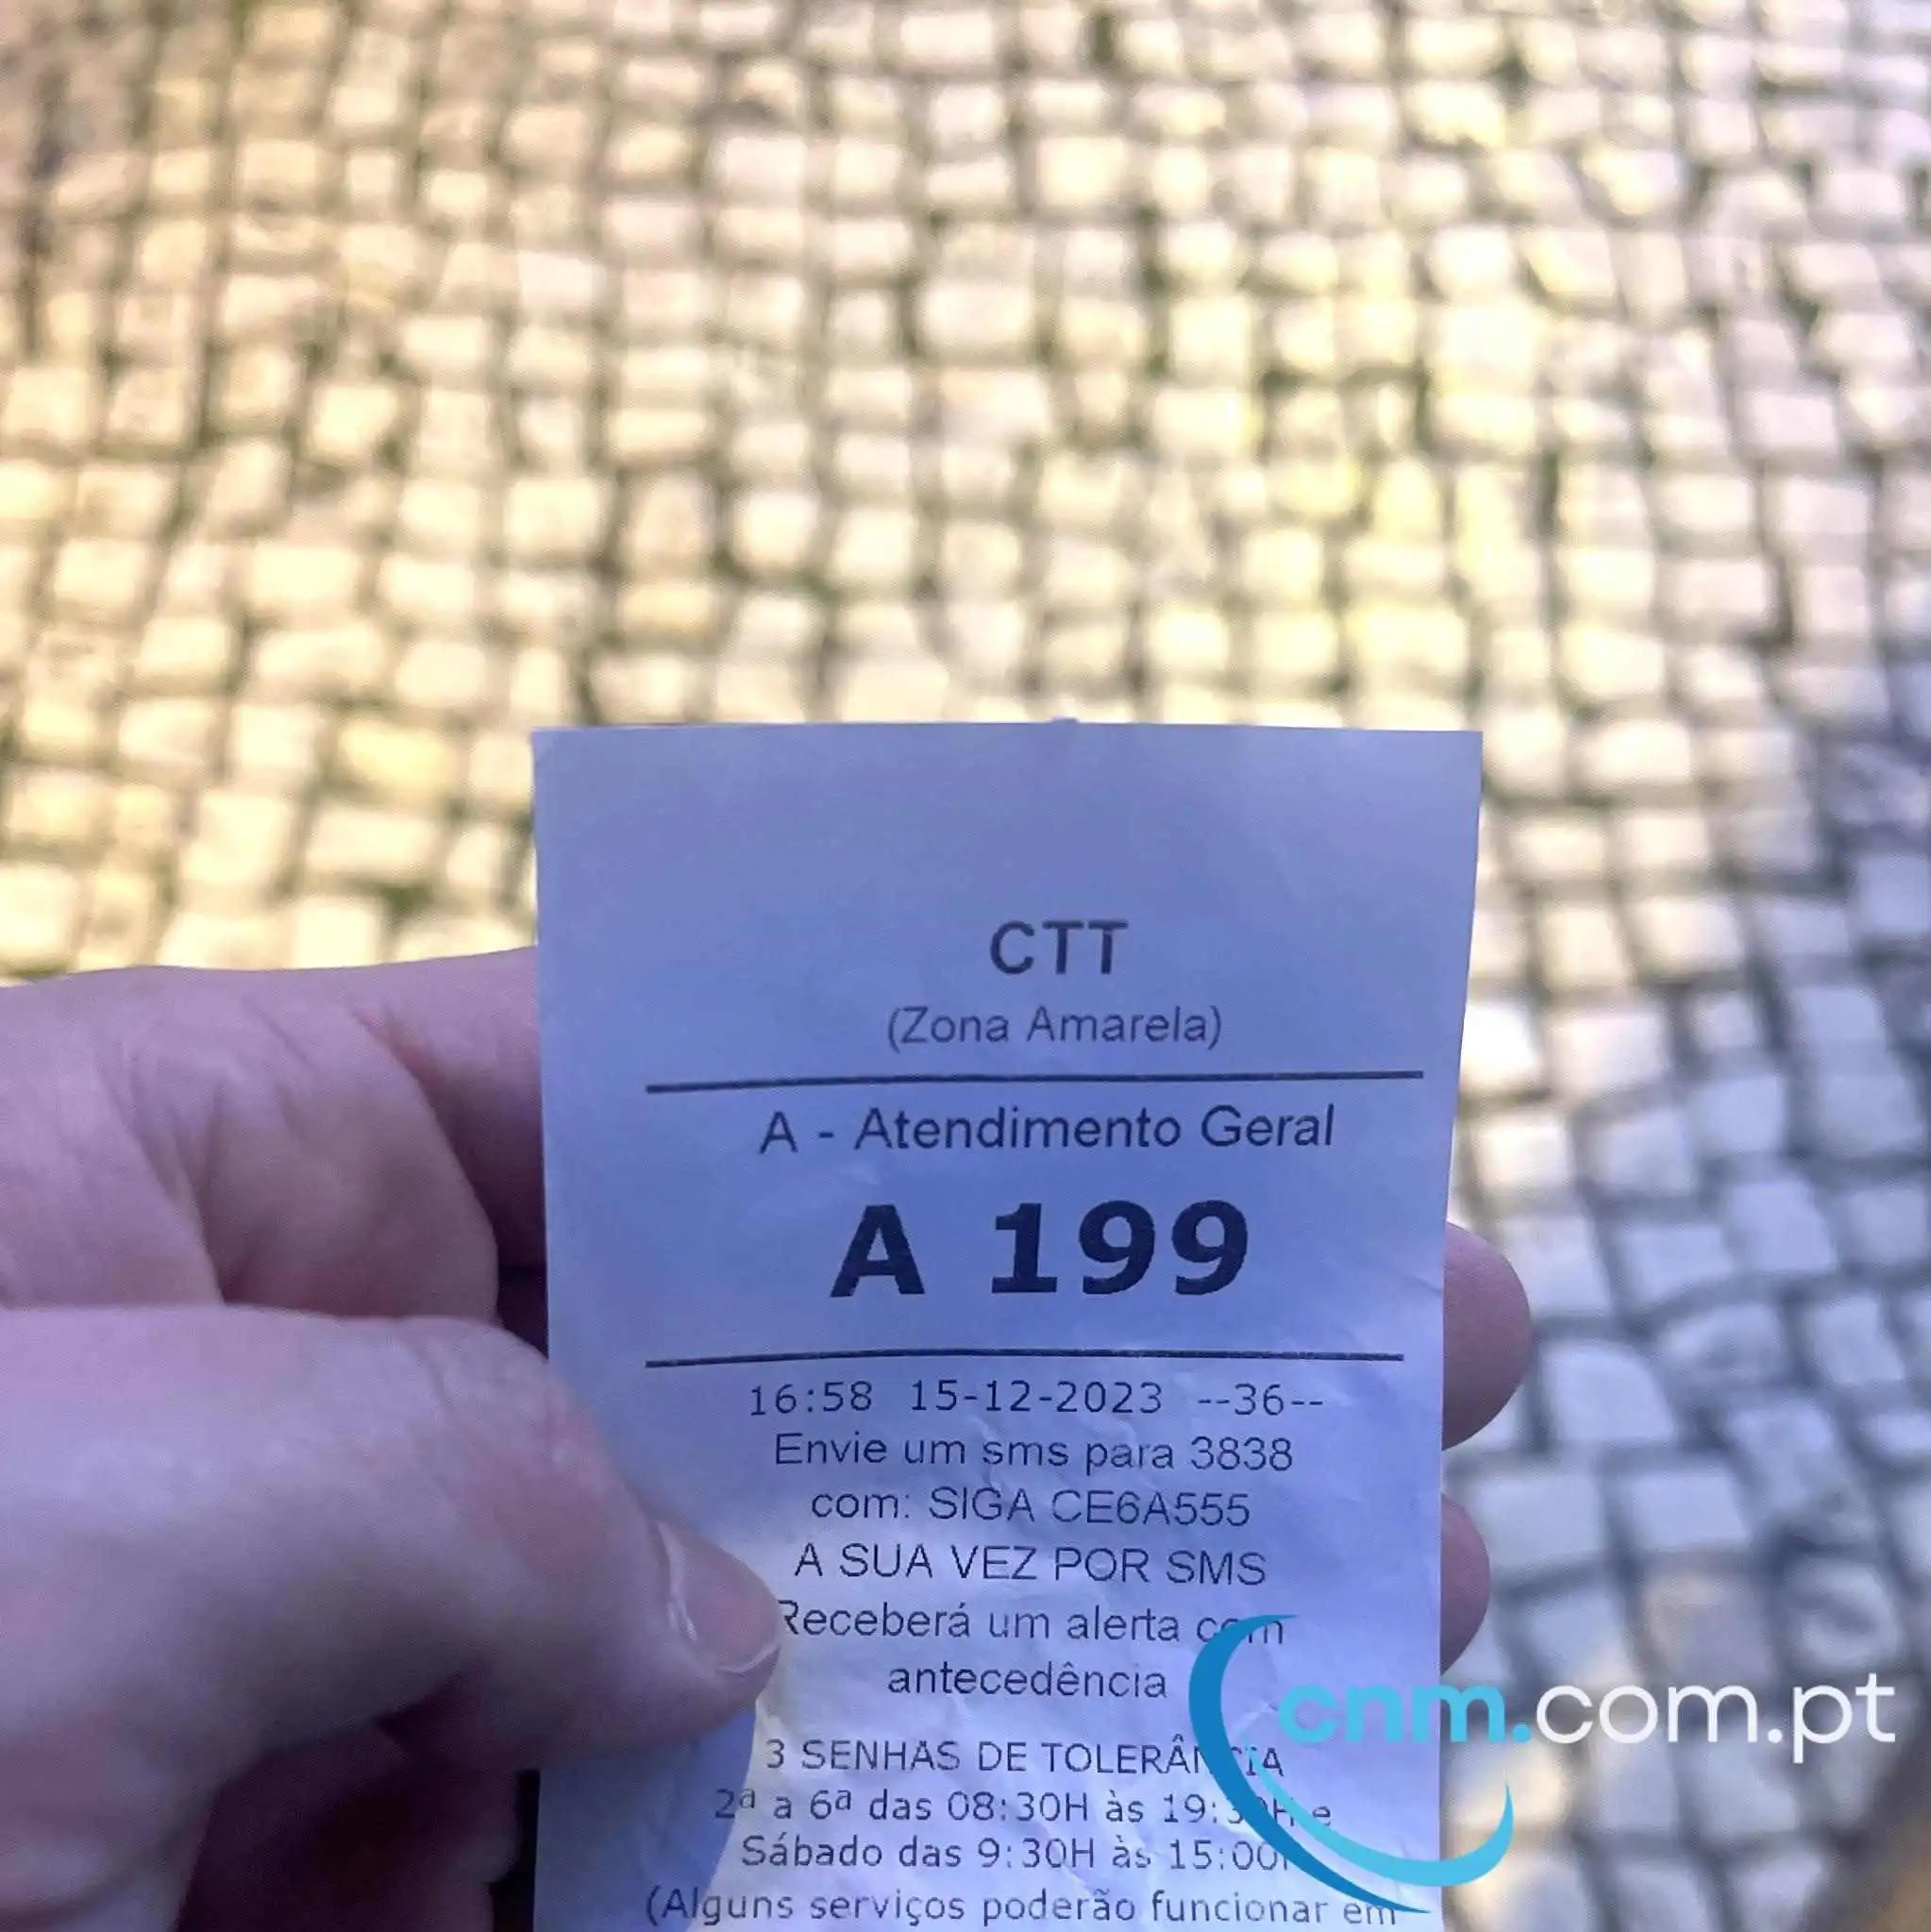 CTT
(Zona Amarela)
A - Atendimento Geral
A 199
16:58 15-12-2023 --36--
Envie um sms para 3838
com: SIGA CE6A555
A SUA VEZ POR SMS
Receberá um alerta com
antecedência
3 SENHAS DE TOLERÂNCIA
2ª a 6ª das 08:30H às 19:30H e
Sábado das 9:30H às 15:00H
(Alguns serviços poderão funcionar em
cnm.com.pt